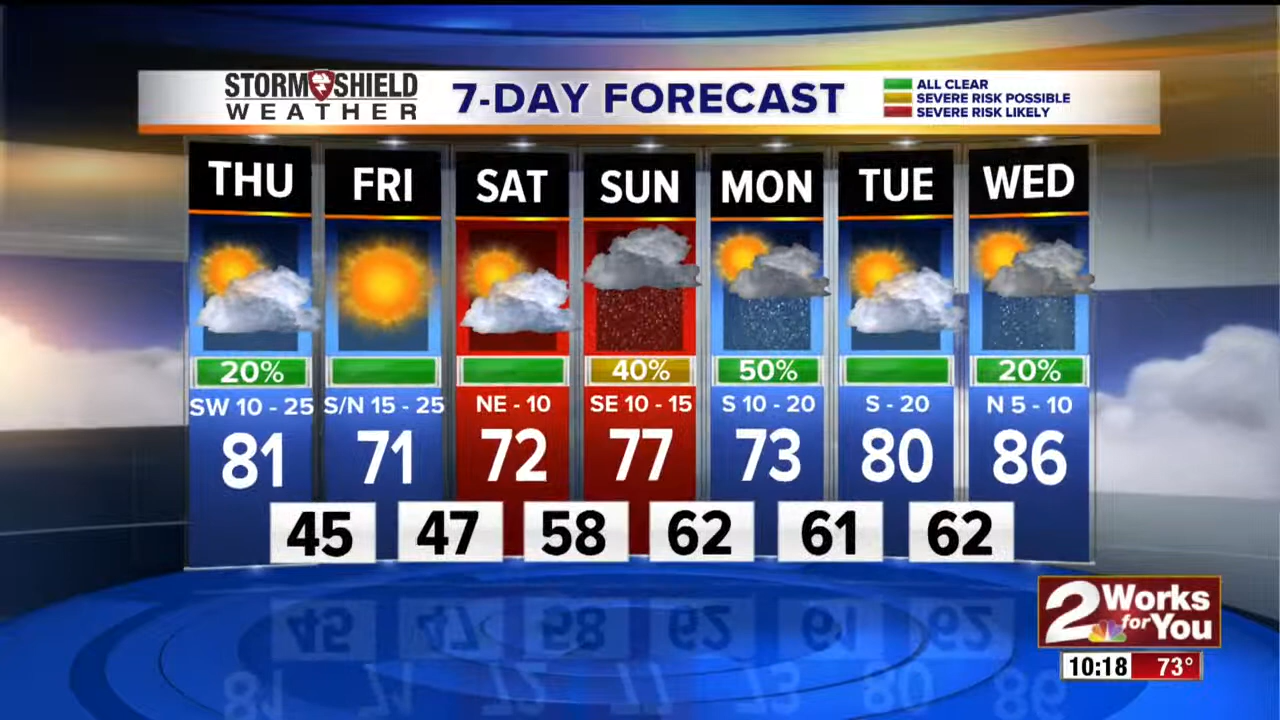 STORM SHIELD
WEATHER
7-DAY FORECAST
ALL CLEAR
SEVERE RISK POSSIBLE
SEVERE RISK LIKELY
THU FRI SAT SUN MON TUE WED
20% 40% 50% 20%
SW 10 - 25 S/N 15 - 25 NE - 10 SE 10 - 15 S 10 - 20 S - 20 N 5 - 10
81 71 72 77 73 80 86
45 47 58 62 61 62
2 Works
for You
10:18 73°